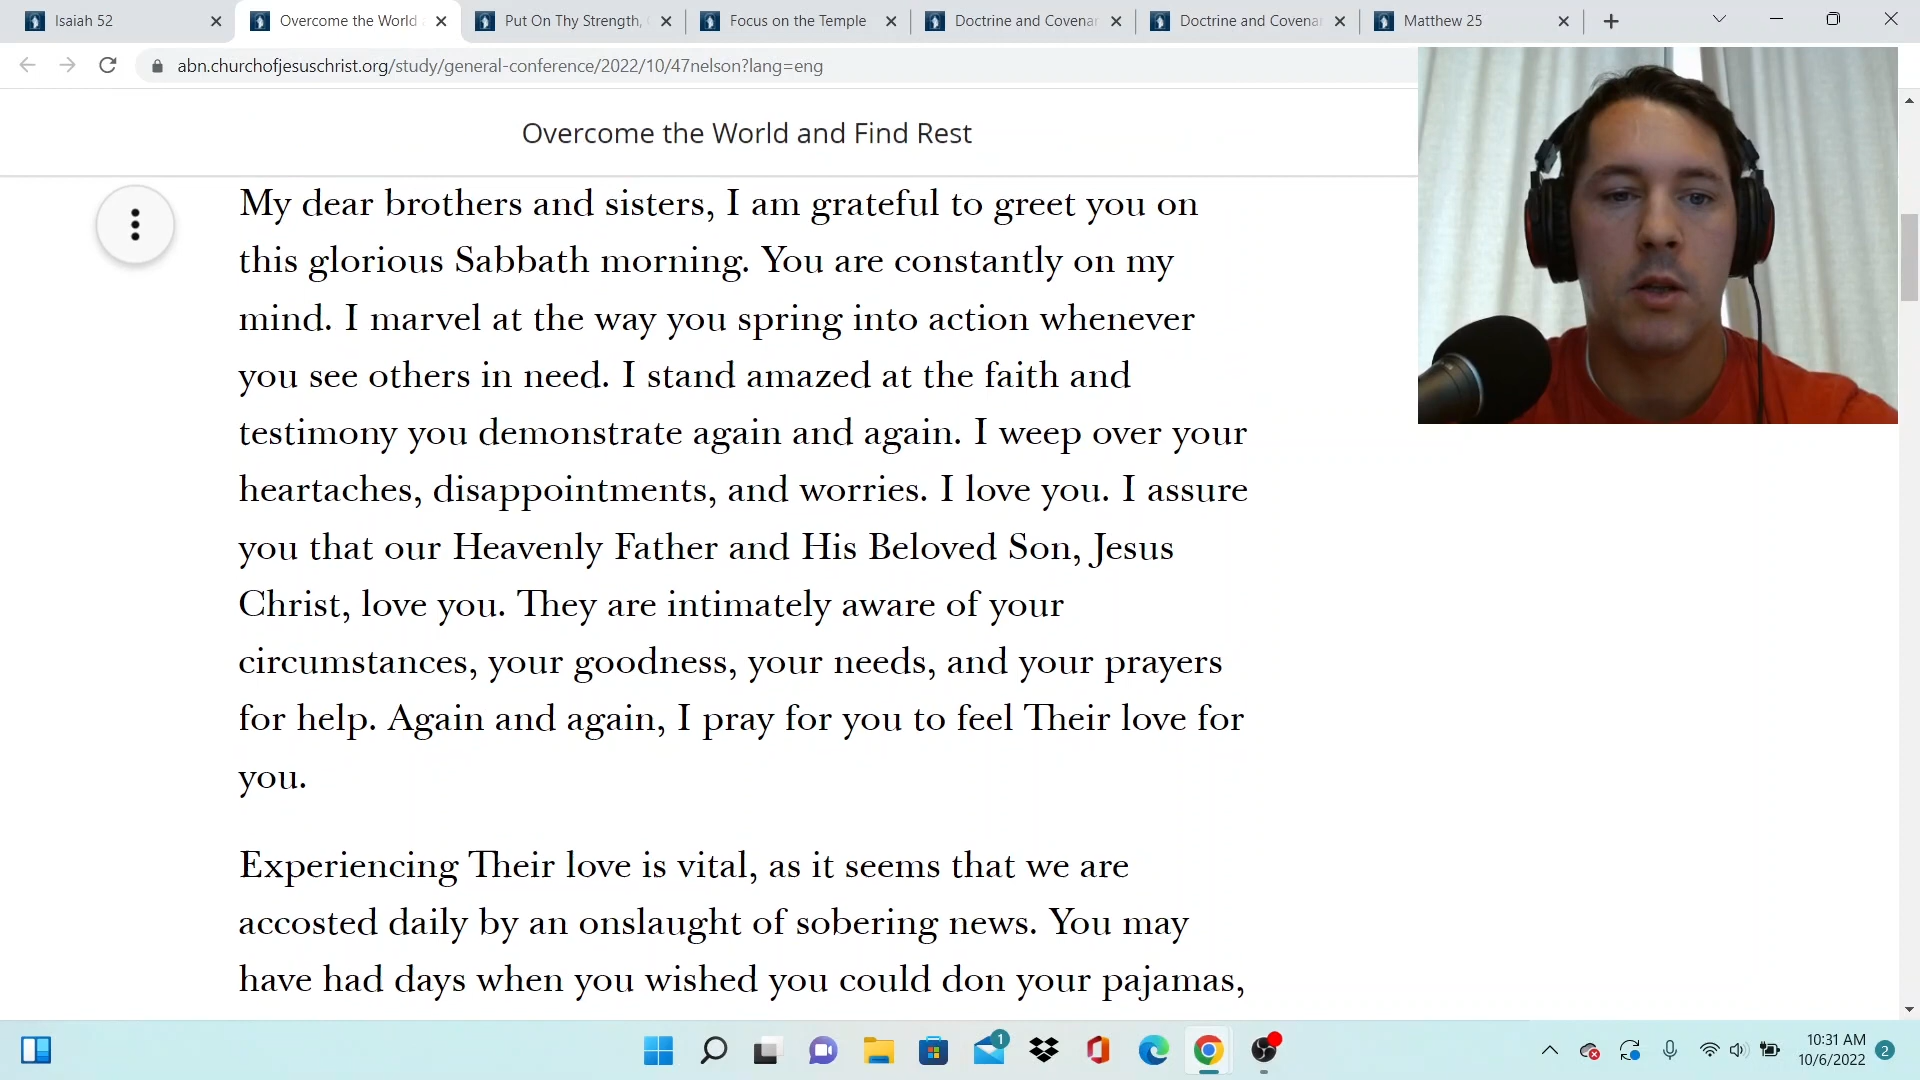 Isaiah 52
Overcome the World
Put On Thy Strength,
Focus on the Temple
Doctrine and Covenan
Doctrine and Covena
Matthew 25
abn.churchofjesuschrist.org/study/general-conference/2022/10/47nelson?lang=eng
Overcome the World and Find Rest
My dear brothers and sisters, I am grateful to greet you on
this glorious Sabbath morning. You are constantly on my
mind. I marvel at the way you spring into action whenever
you see others in need. I stand amazed at the faith and
testimony you demonstrate again and again. I weep over your
heartaches, disappointments, and worries. I love you. I assure
you that our Heavenly Father and His Beloved Son, Jesus
Christ, love you. They are intimately aware of your
circumstances, your goodness, your needs, and your prayers
for help. Again and again, I pray for you to feel Their love for
you.
Experiencing Their love is vital, as it seems that we are
accosted daily by an onslaught of sobering news. You may
have had days when you wished you could don your pajamas,
1
10:31 AM
10/6/2022
2